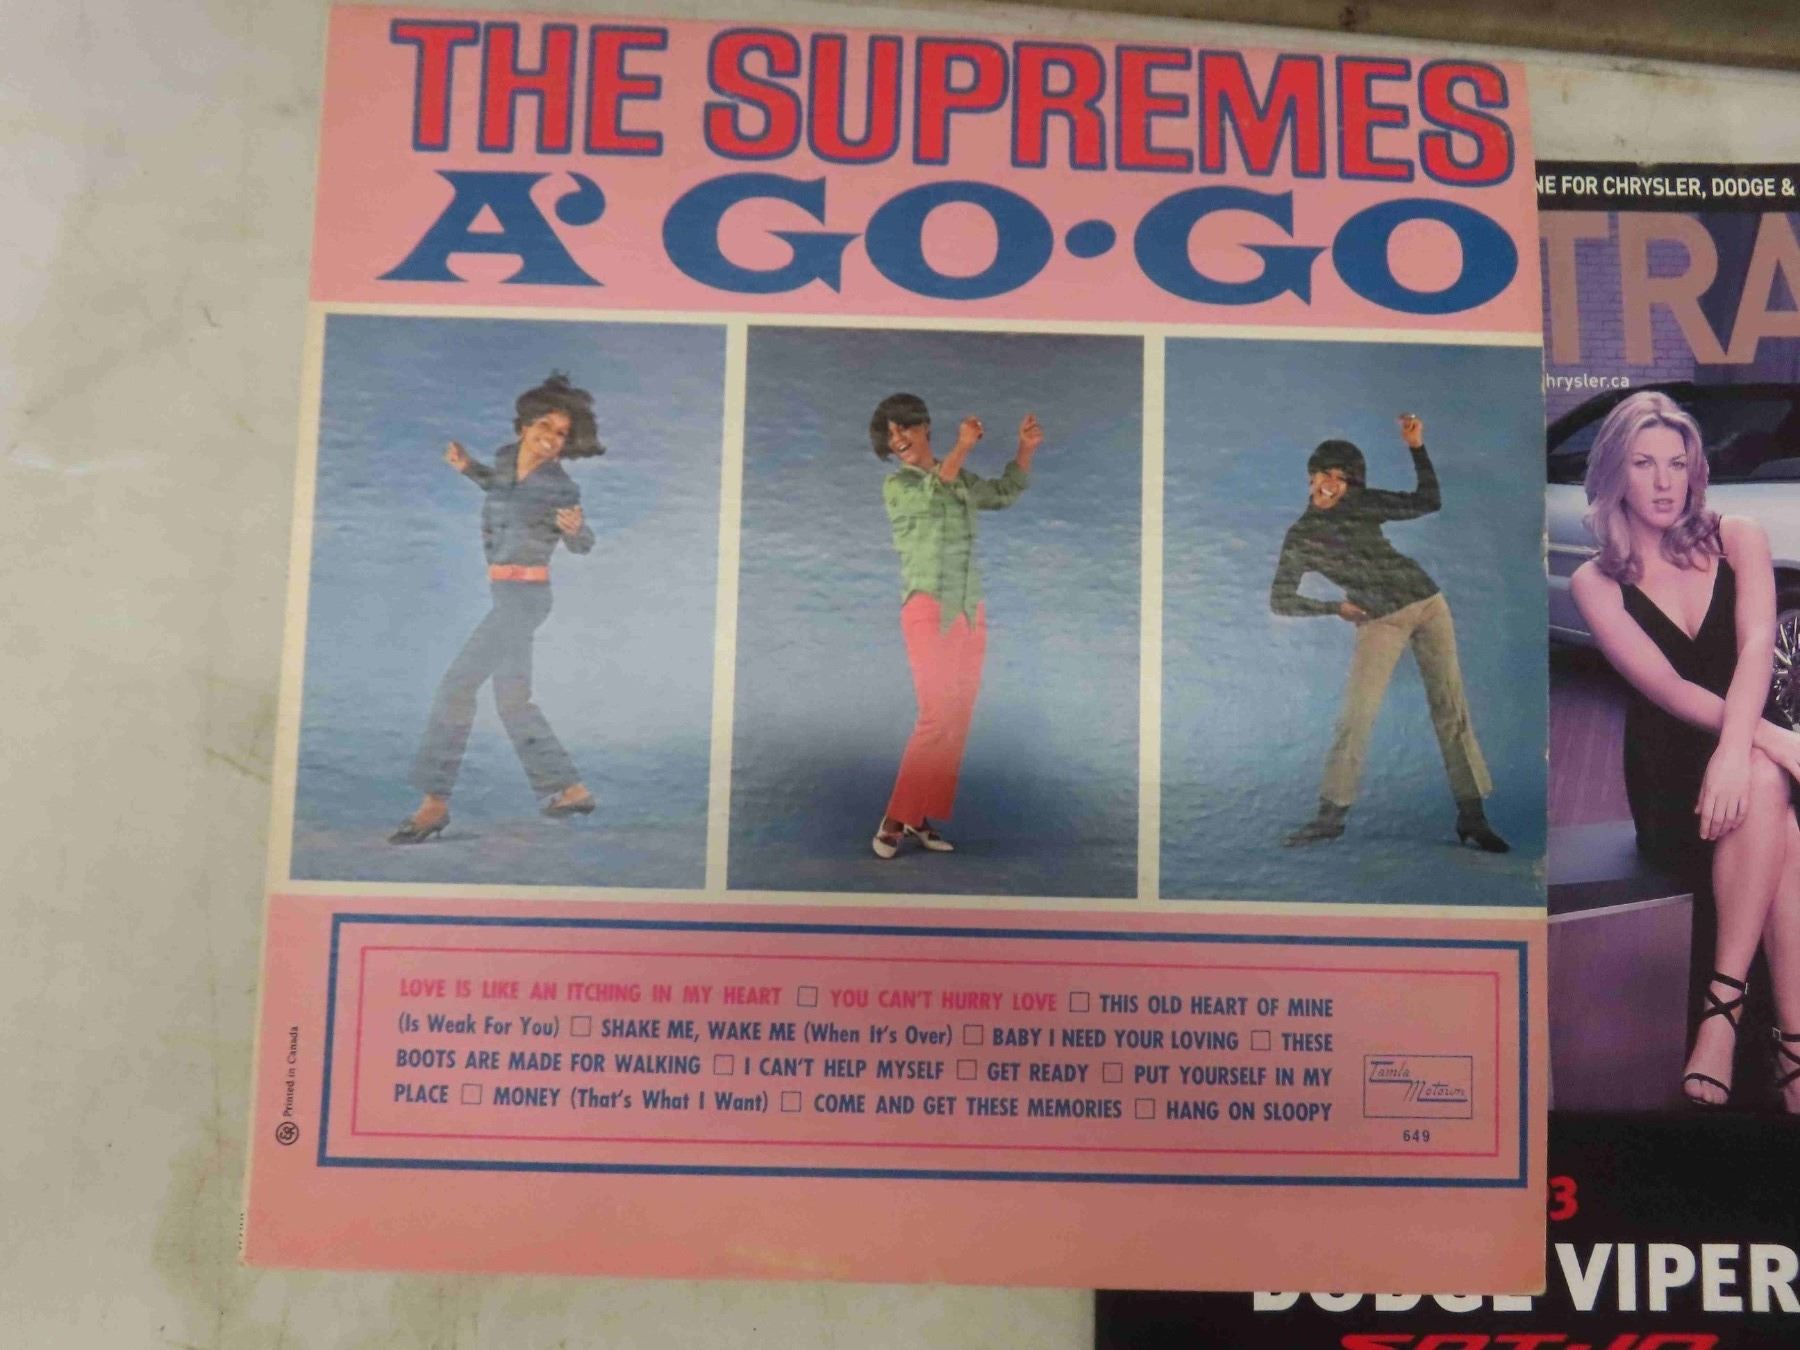 THE SUPREMES
A' GO·GO
LOVE IS LIKE AN ITCHING IN MY HEART □ YOU CAN'T HURRY LOVE □ THIS OLD HEART OF MINE
(Is Weak For You) □ SHAKE ME, WAKE ME (When It's Over) □ BABY I NEED YOUR LOVING □ THESE
BOOTS ARE MADE FOR WALKING □ I CAN'T HELP MYSELF □ GET READY □ PUT YOURSELF IN MY
PLACE □ MONEY (That's What I Want) □ COME AND GET THESE MEMORIES □ HANG ON SLOOPY
Tamla
Motown
649
Printed in Canada
NE FOR CHRYSLER, DODGE &
TRA
hrysler.ca
3
DODGE VIPER